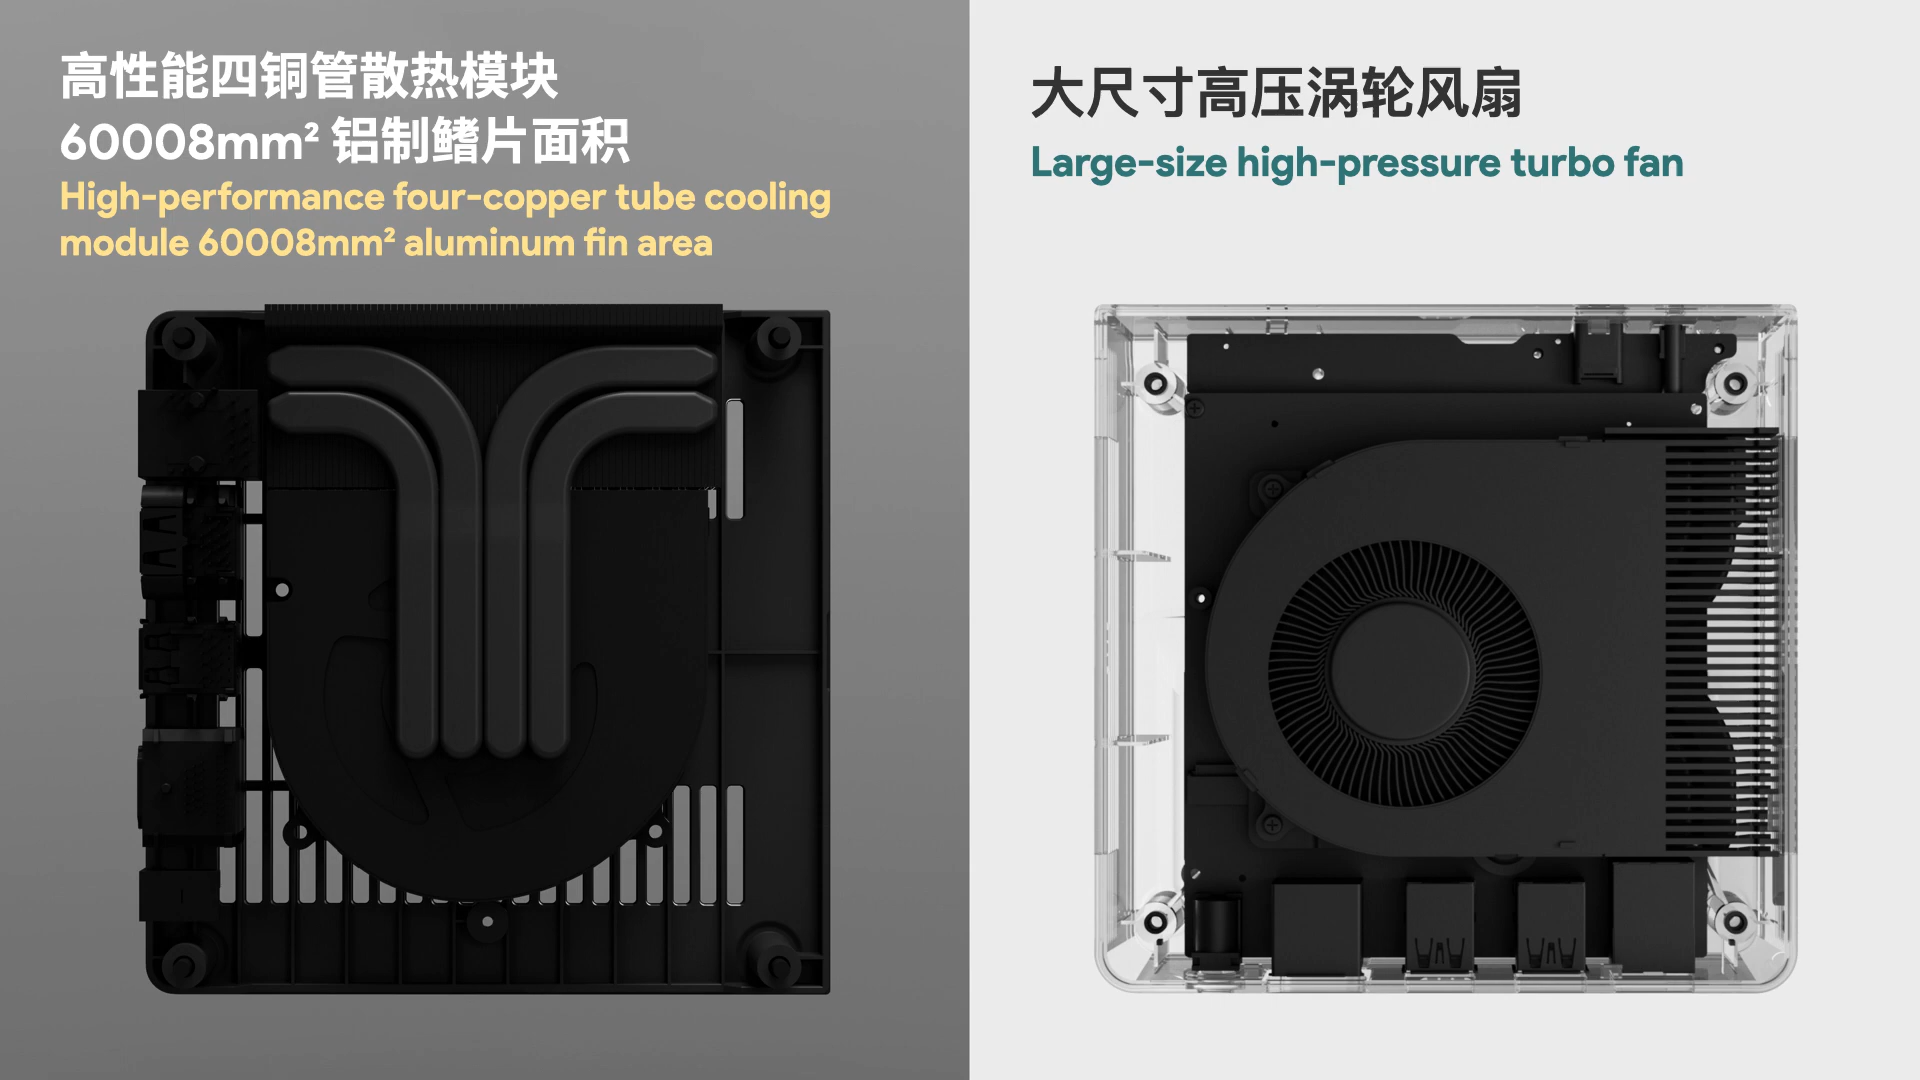 高性能四铜管散热模块
60008mm² 铝制鳍片面积
High-performance four-copper tube cooling
module 60008mm² aluminum fin area
大尺寸高压涡轮风扇
Large-size high-pressure turbo fan